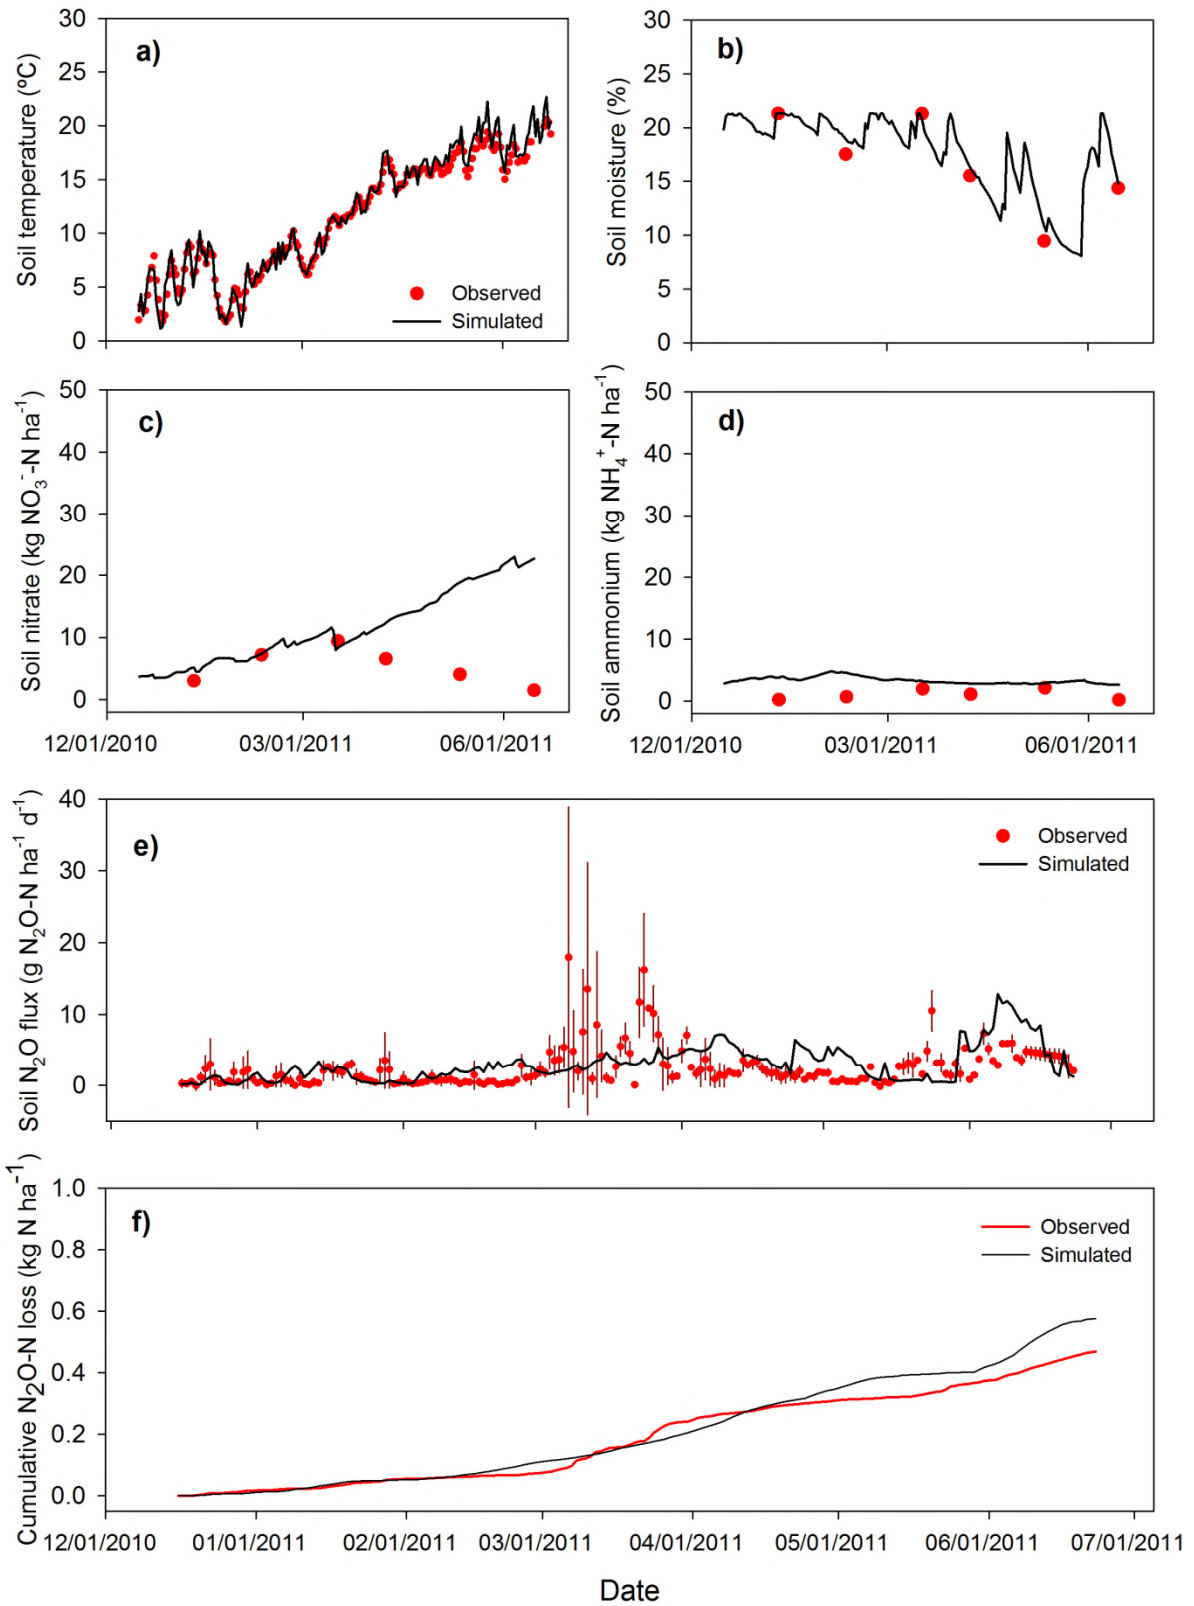 a)
Soil temperature (ºC)
30
25
20
15
10
5
0
Observed
Simulated
b)
Soil moisture (%)
30
25
20
15
10
5
0
c)
Soil nitrate (kg NO₃⁻-N ha⁻¹)
50
40
30
20
10
0
12/01/2010
03/01/2011
06/01/2011
d)
Soil ammonium (kg NH₄⁺-N ha⁻¹)
50
40
30
20
10
0
12/01/2010
03/01/2011
06/01/2011
e)
Soil N₂O flux (g N₂O-N ha⁻¹ d⁻¹)
40
30
20
10
0
Observed
Simulated
f)
Cumulative N₂O-N loss (kg N ha⁻¹)
1.0
0.8
0.6
0.4
0.2
0.0
Observed
Simulated
12/01/2010
01/01/2011
02/01/2011
03/01/2011
04/01/2011
05/01/2011
06/01/2011
07/01/2011
Date